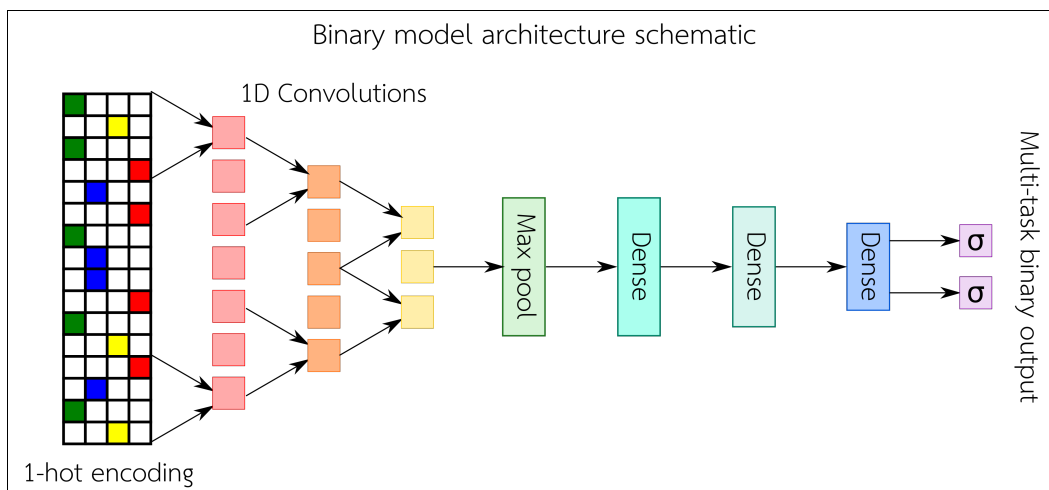 Binary model architecture schematic
1D Convolutions
1-hot encoding
Max pool
Dense
Dense
Dense
σ
σ
Multi-task binary output